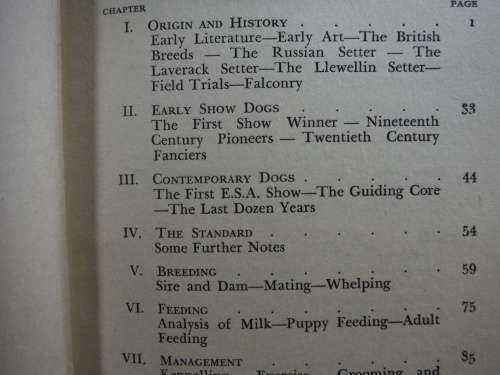 CHAPTER PAGE
I. ORIGIN AND HISTORY . . . . . 1
Early Literature—Early Art—The British
Breeds — The Russian Setter — The
Laverack Setter—The Llewellin Setter—
Field Trials—Falconry
II. EARLY SHOW DOGS . . . . . 33
The First Show Winner — Nineteenth
Century Pioneers — Twentieth Century
Fanciers
III. CONTEMPORARY DOGS . . . . . 44
The First E.S.A. Show—The Guiding Core
—The Last Dozen Years
IV. THE STANDARD . . . . . . 54
Some Further Notes
V. BREEDING . . . . . . 59
Sire and Dam—Mating—Whelping
VI. FEEDING . . . . . . 75
Analysis of Milk—Puppy Feeding—Adult
Feeding
VII. MANAGEMENT . . . . . . 85
Kennelling—Exercise—Grooming and